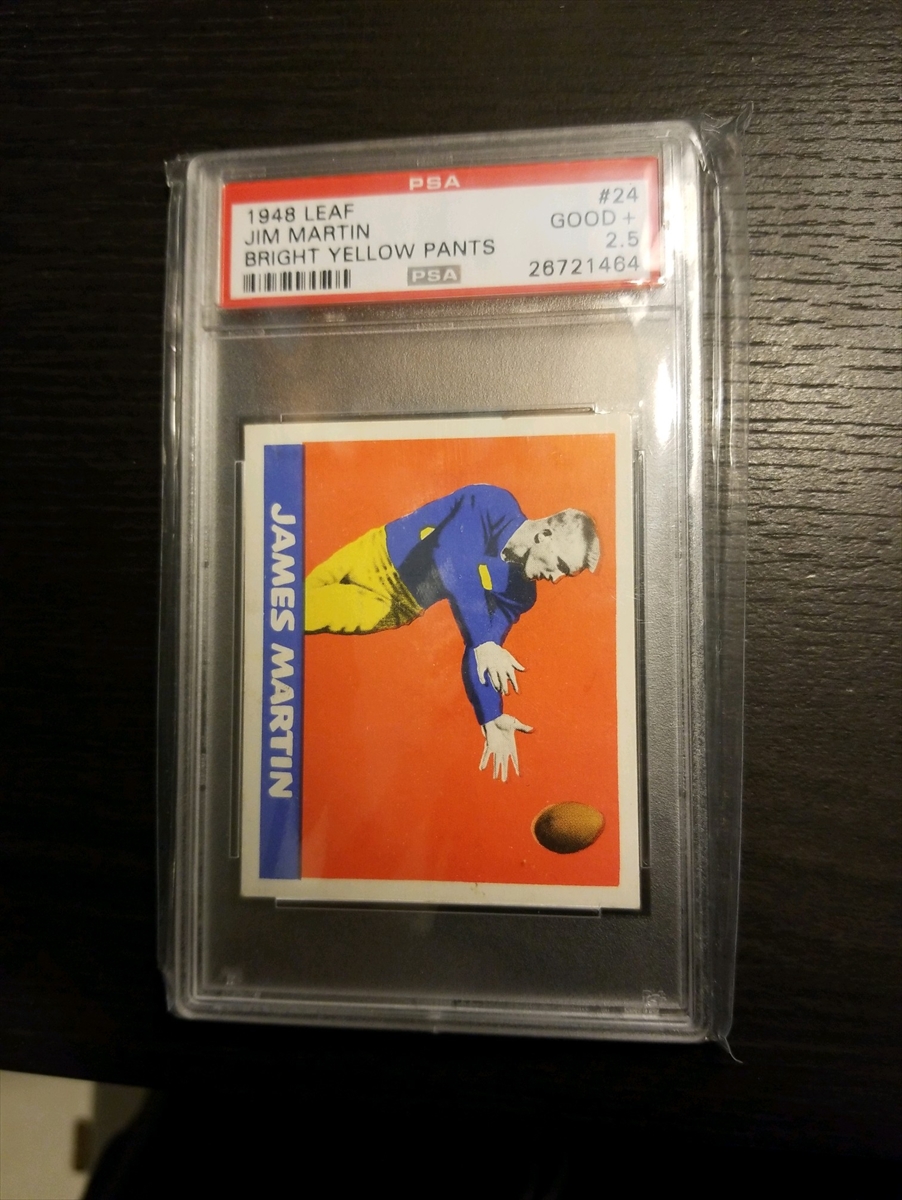 PSA
1948 LEAF #24
JIM MARTIN GOOD +
BRIGHT YELLOW PANTS 2.5
PSA 26721464
JAMES MARTIN